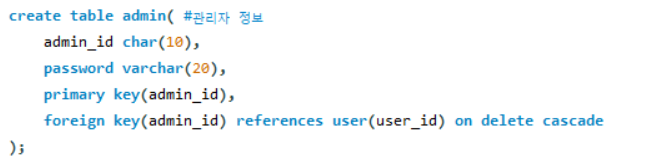 create table admin( #관리자 정보
admin_id char(10),
password varchar(20),
primary key(admin_id),
foreign key(admin_id) references user(user_id) on delete cascade
);